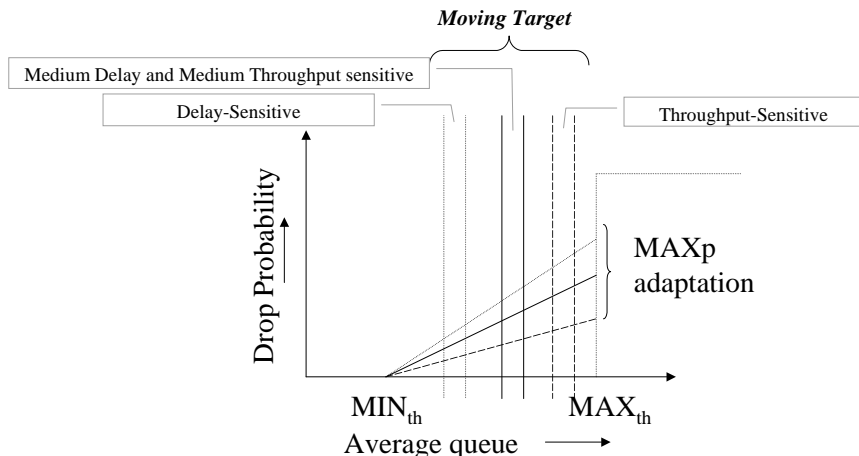 Moving Target
Medium Delay and Medium Throughput sensitive
Delay-Sensitive
Throughput-Sensitive
Drop Probability
MAXp
adaptation
MINth
MAXth
Average queue